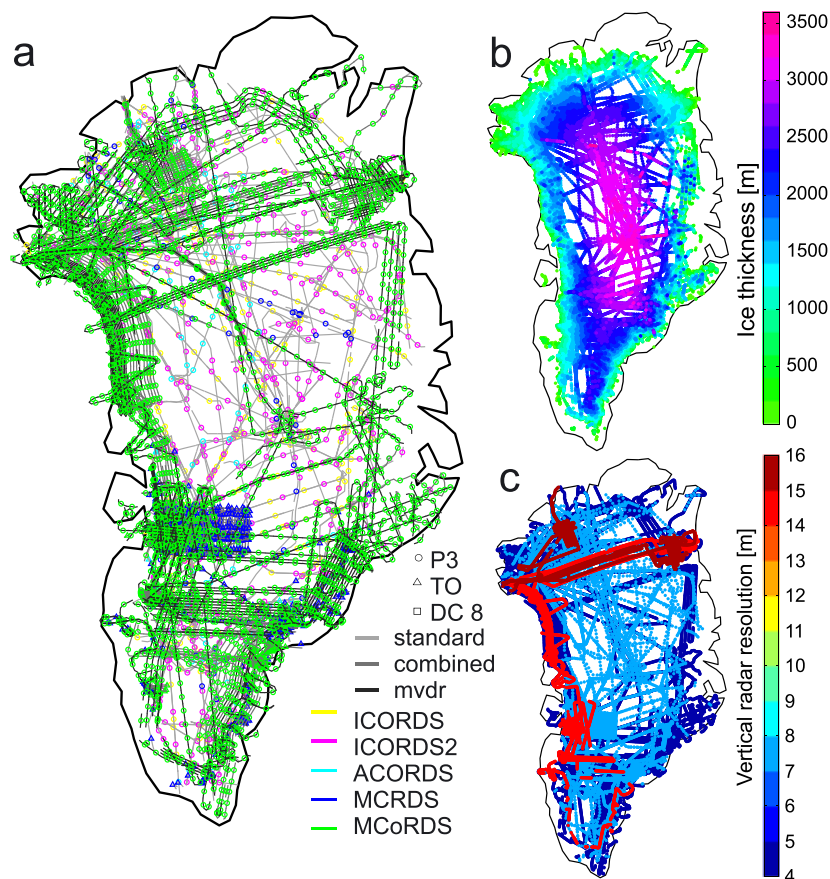 a
P3
TO
DC 8
standard
combined
mvdr
ICORDS
ICORDS2
ACORDS
MCRDS
MCoRDS
b
Ice thickness [m]
3500
3000
2500
2000
1500
1000
500
0
c
Vertical radar resolution [m]
16
15
14
13
12
11
10
9
8
7
6
5
4